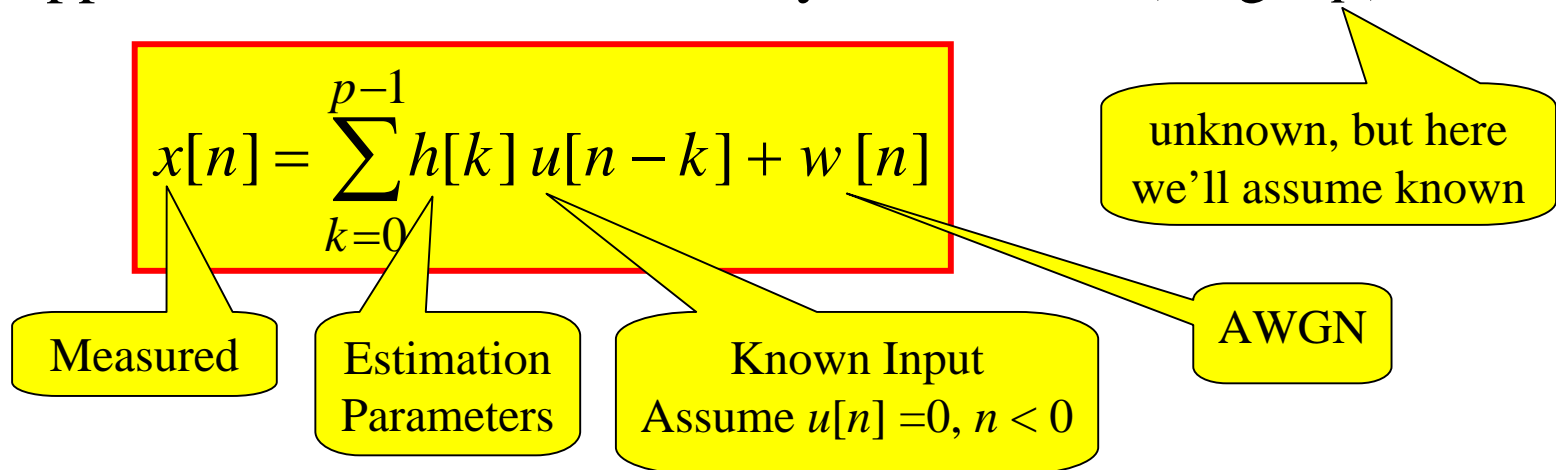 p−1
x[n] = ∑ h[k] u[n − k] + w [n]
k=0
unknown, but here
we’ll assume known
Measured
Estimation
Parameters
Known Input
Assume u[n] =0, n < 0
AWGN